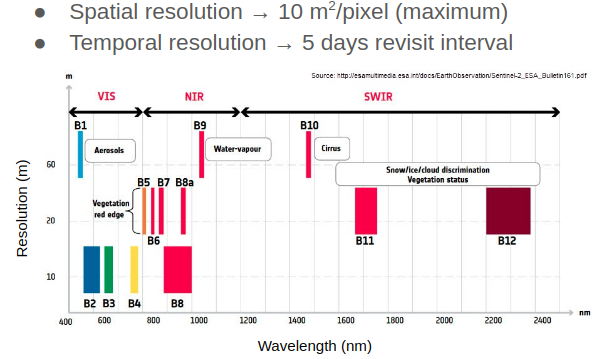 ● Spatial resolution → 10 m²/pixel (maximum)
● Temporal resolution → 5 days revisit interval
Source: http://esamultimedia.esa.int/docs/EarthObservation/Sentinel-2_ESA_Bulletin161.pdf
m
VIS NIR SWIR
B1 B9 B10
Aerosols Water-vapour Cirrus
60
Snow/ice/cloud discrimination
Vegetation status
B5 B7 B8a
Vegetation
red edge
20
B6 B11 B12
10
B2 B3 B4 B8
nm
400 600 800 1000 1200 1400 1600 1800 2000 2200 2400
Resolution (m)
Wavelength (nm)